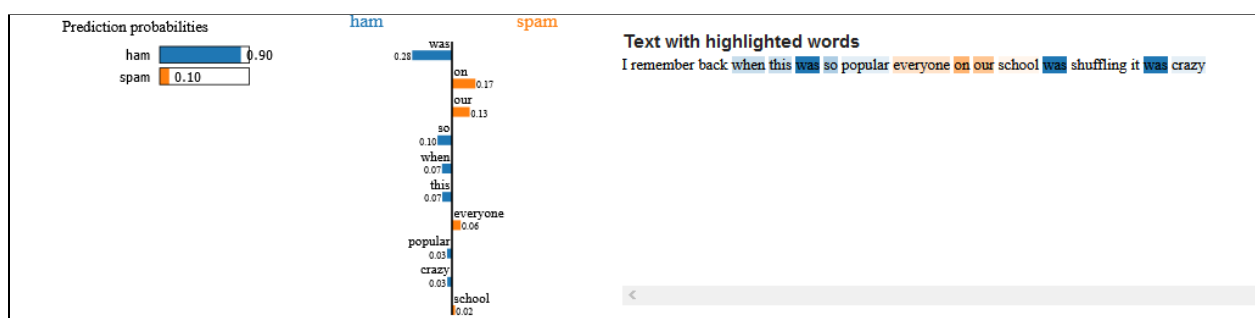 Prediction probabilities
ham 0.90
spam 0.10
ham spam
was
0.28
on
0.17
our
0.13
so
0.10
when
0.07
this
0.07
everyone
0.06
popular
0.03
crazy
0.03
school
0.02
Text with highlighted words
I remember back when this was so popular everyone on our school was shuffling it was crazy